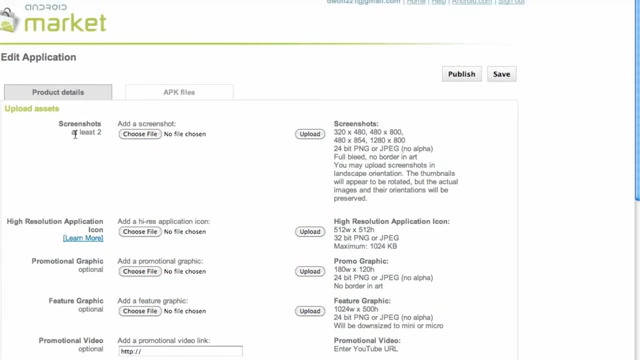 Home | Help | Android.com | Sign out
ANDROID
market
Edit Application
Publish Save
Product details APK files
Upload assets
Screenshots
at least 2
Add a screenshot:
Choose File No file chosen Upload
Screenshots:
320 x 480, 480 x 800,
480 x 854, 1280 x 800
24 bit PNG or JPEG (no alpha)
Full bleed, no border in art
You may upload screenshots in
landscape orientation. The thumbnails
will appear to be rotated, but the actual
images and their orientations will be
preserved.
High Resolution Application
Icon
[Learn More]
Add a hi-res application icon:
Choose File No file chosen Upload
High Resolution Application Icon:
512w x 512h
32 bit PNG or JPEG
Maximum: 1024 KB
Promotional Graphic
optional
Add a promotional graphic:
Choose File No file chosen Upload
Promo Graphic:
180w x 120h
24 bit PNG or JPEG (no alpha)
No border in art
Feature Graphic
optional
Add a feature graphic:
Choose File No file chosen Upload
Feature Graphic:
1024w x 500h
24 bit PNG or JPEG (no alpha)
Will be downsized to mini or micro
Promotional Video
optional
Add a promotional video link:
http://
Promotional Video:
Enter YouTube URL